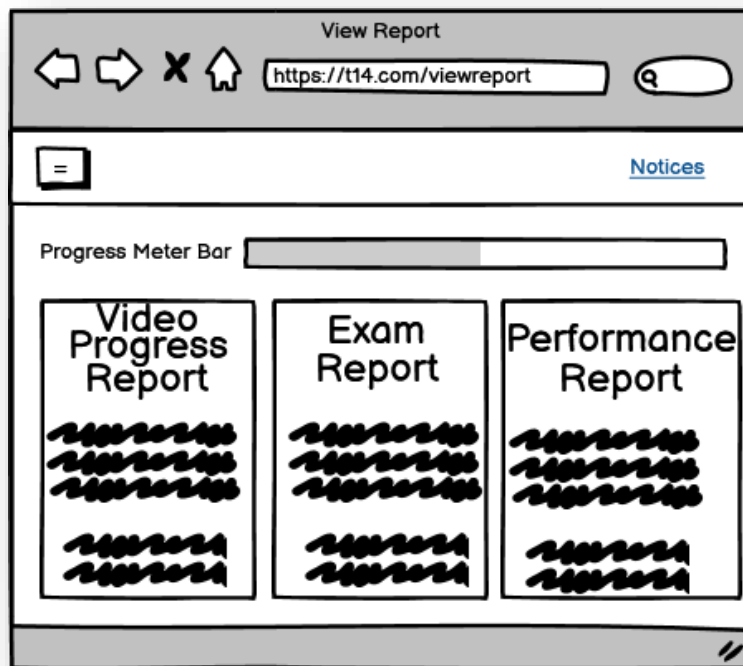 View Report
https://t14.com/viewreport
=
Notices
Progress Meter Bar
Video
Progress
Report
Exam
Report
Performance
Report